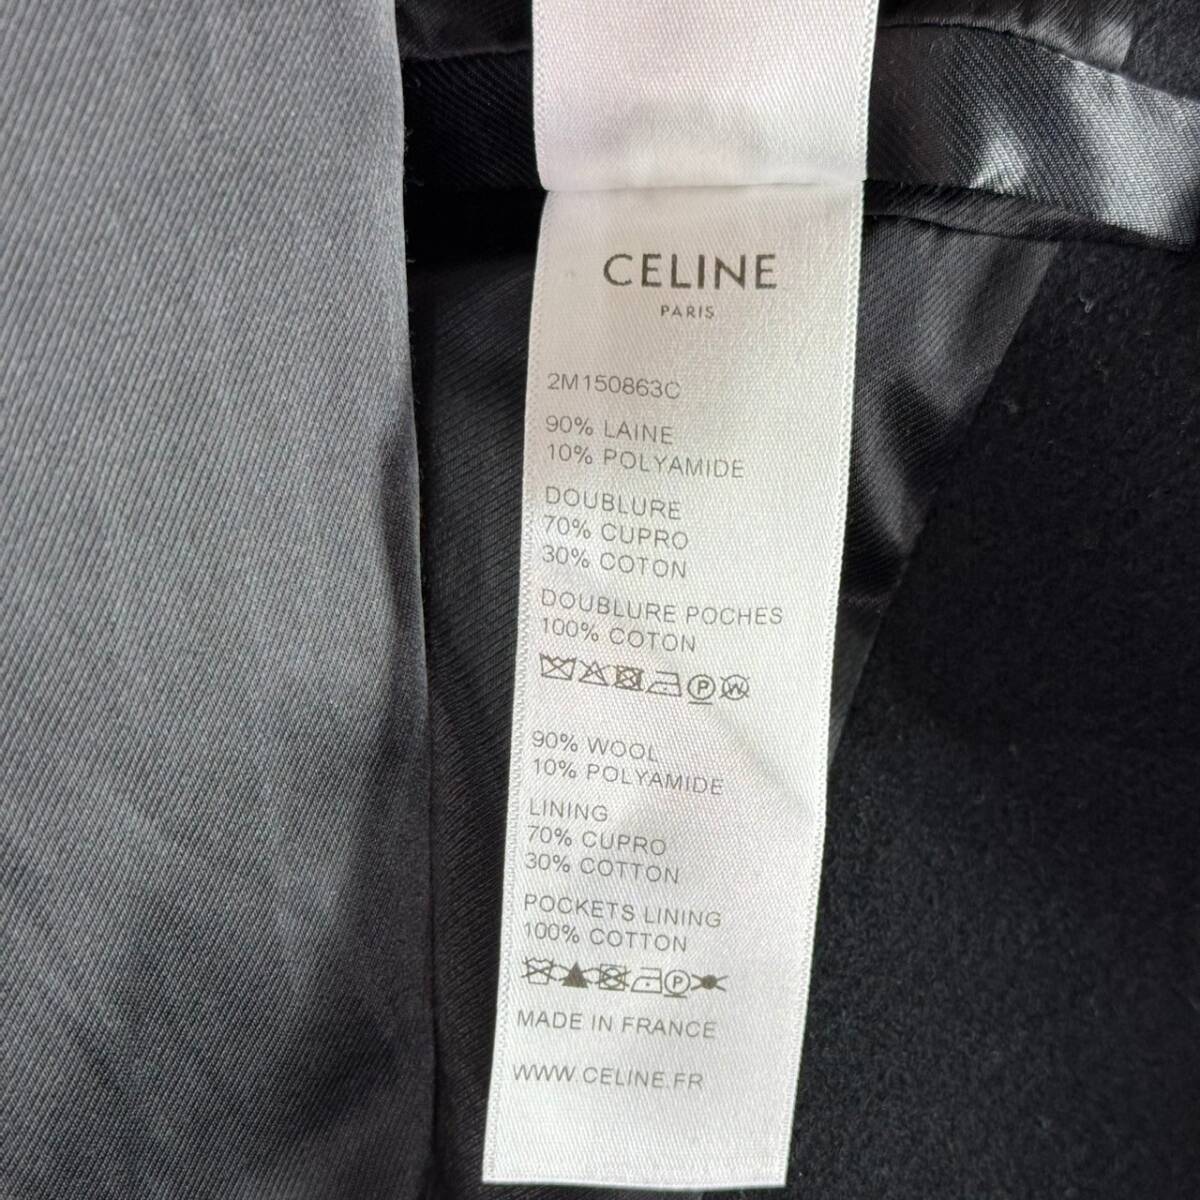 CELINE
PARIS
2M150863C
90% LAINE
10% POLYAMIDE
DOUBLURE
70% CUPRO
30% COTON
DOUBLURE POCHES
100% COTON
P W
90% WOOL
10% POLYAMIDE
LINING
70% CUPRO
30% COTTON
POCKETS LINING
100% COTTON
P
MADE IN FRANCE
WWW.CELINE.FR